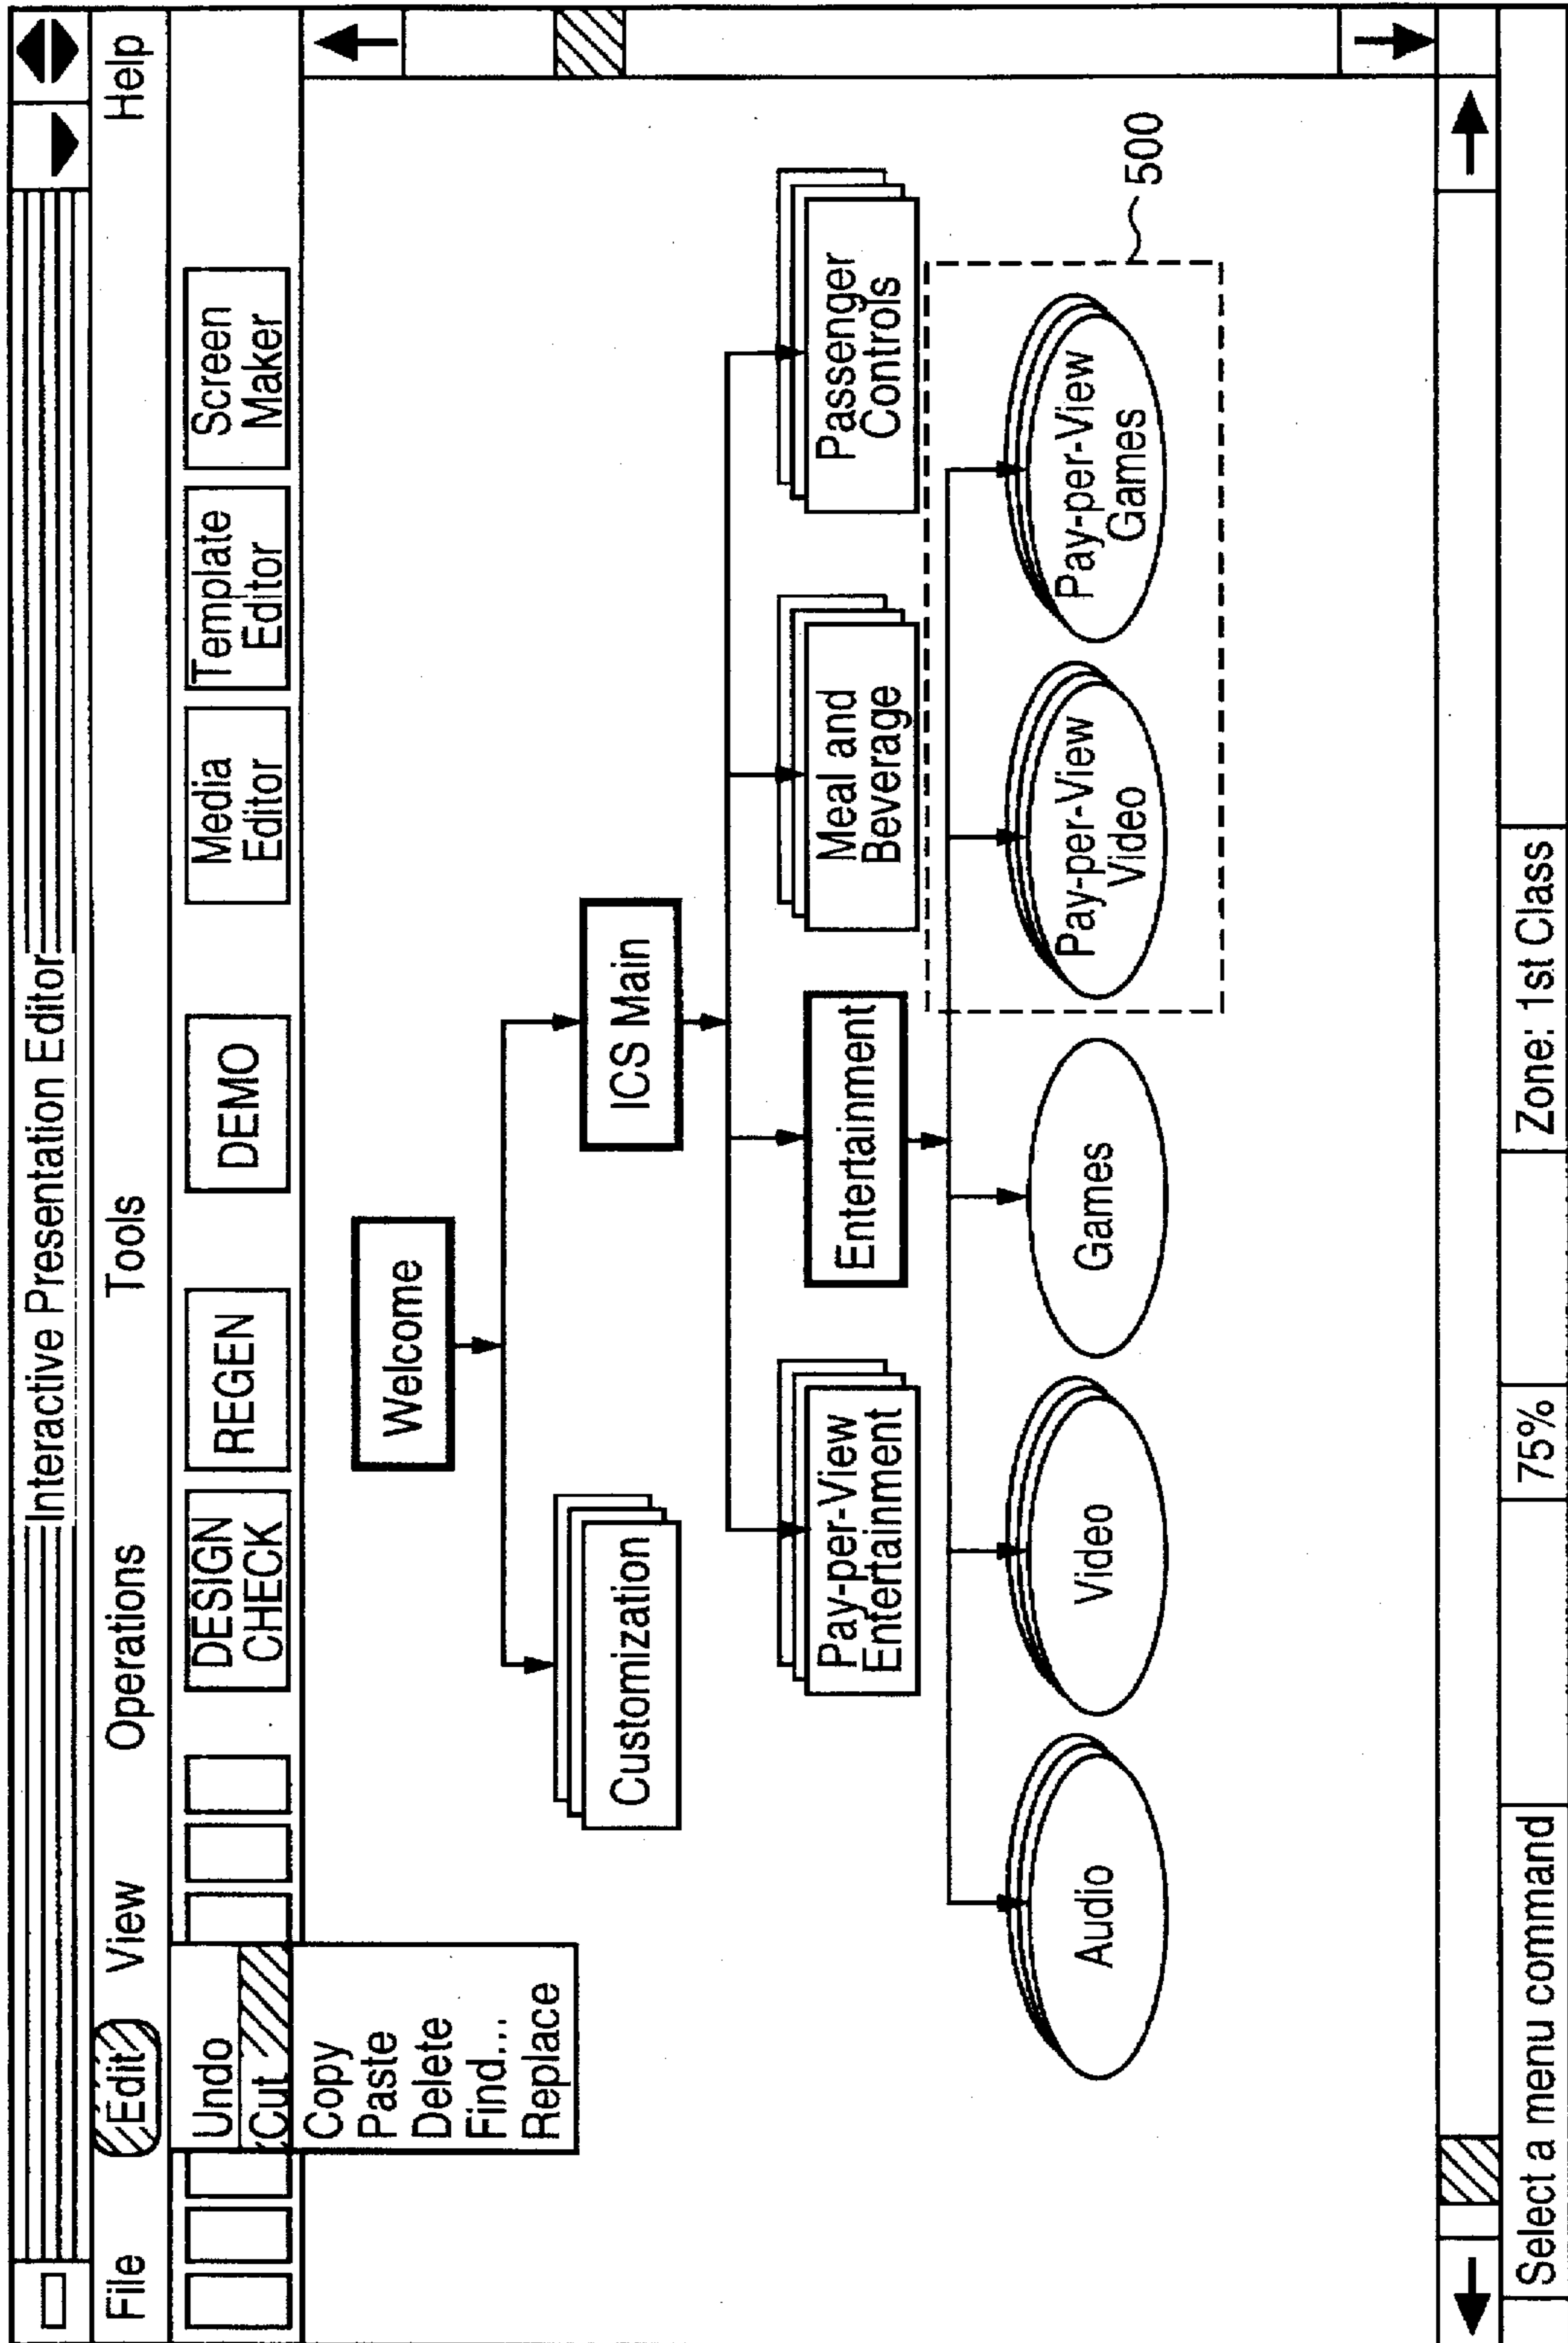 Interactive Presentation Editor
File Edit View Operations Tools Help
DESIGN
CHECK
REGEN
DEMO
Media
Editor
Template
Editor
Screen
Maker
Undo
Cut
Copy
Paste
Delete
Find...
Replace
Welcome
Customization
ICS Main
Pay-per-View
Entertainment
Entertainment
Meal and
Beverage
Passenger
Controls
Audio
Video
Games
Pay-per-View
Video
Pay-per-View
Games
500
Select a menu command
75%
Zone: 1st Class